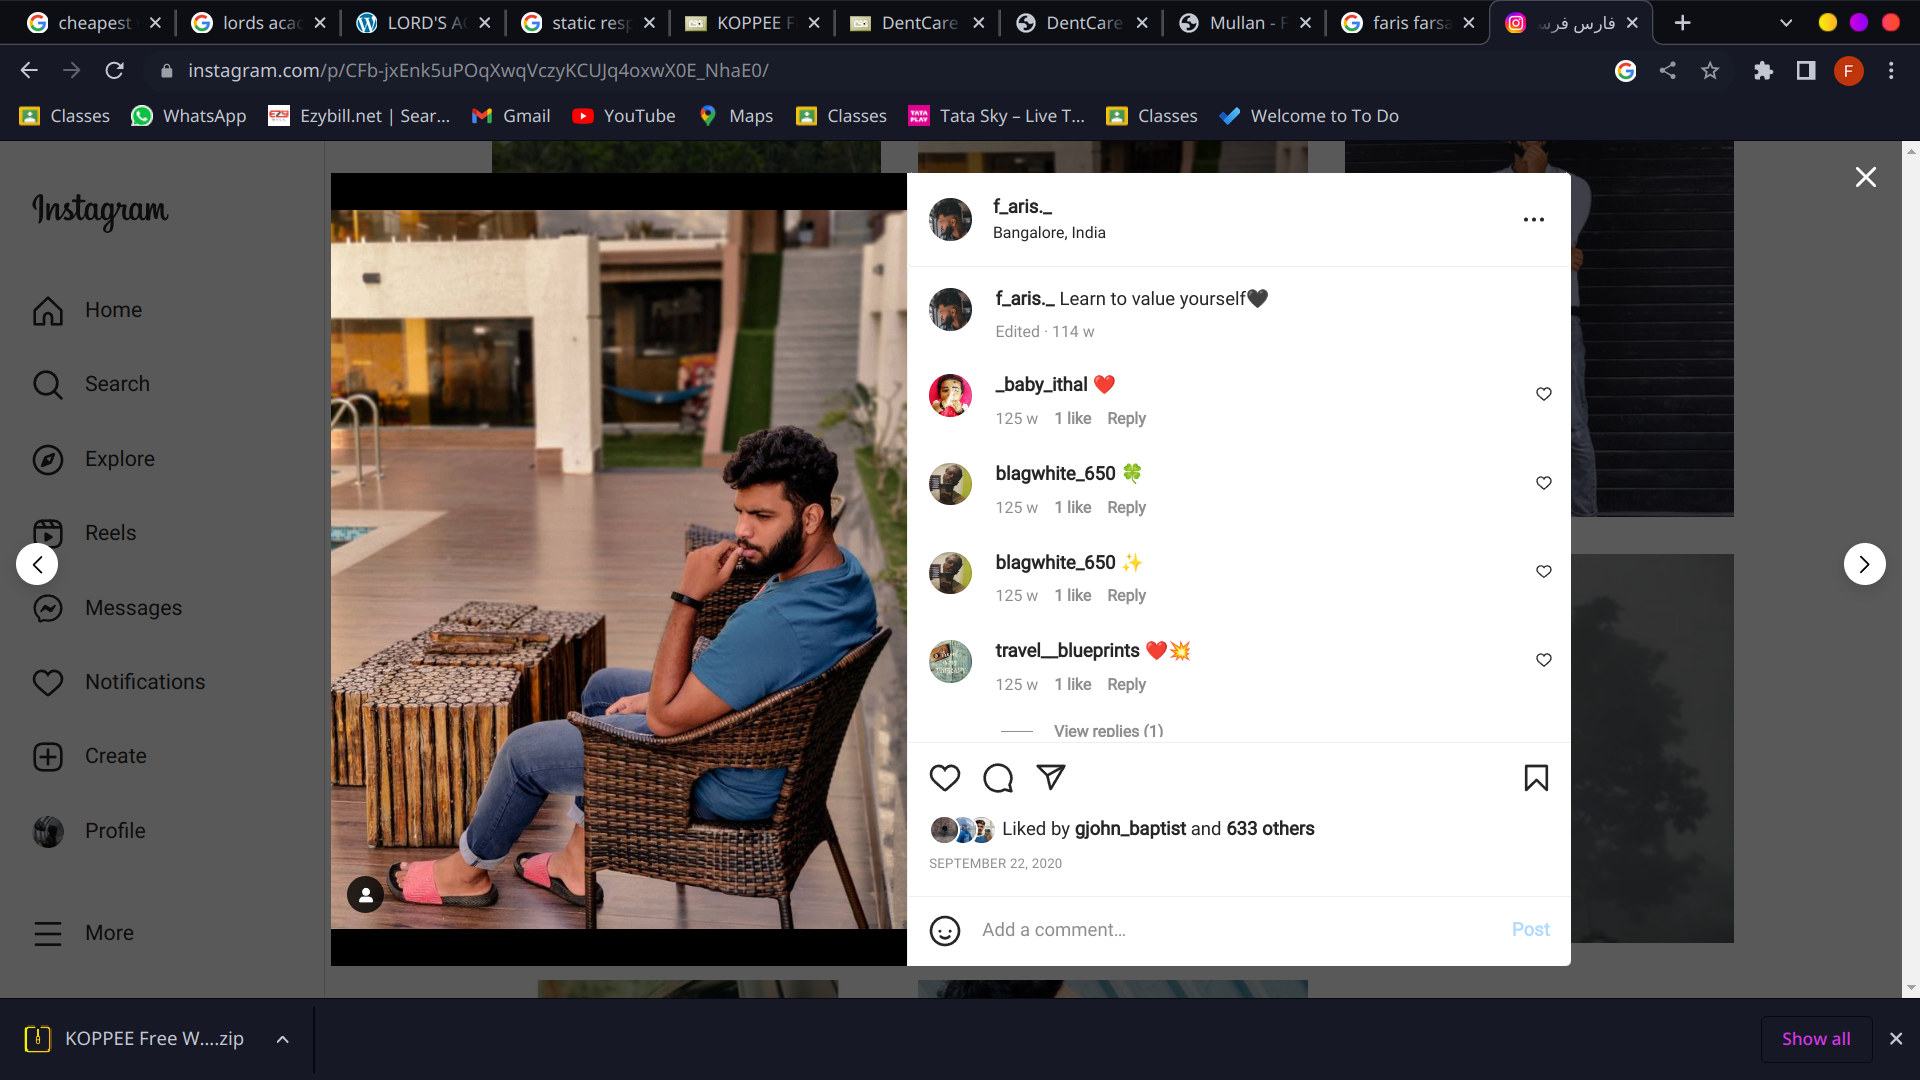 cheapest
lords acad
LORD'S A
static resp
KOPPEE F
DentCare
DentCare
Mullan - F
faris farsa
فارس فرس
instagram.com/p/CFb-jxEnk5uPOqXwqVczyKCUJq4oxwX0E_NhaE0/
F
Classes
WhatsApp
Ezybill.net | Sear...
Gmail
YouTube
Maps
Classes
Tata Sky – Live T...
Classes
Welcome to To Do
Instagram
Home
Search
Explore
Reels
Messages
Notifications
Create
Profile
More
f_aris._
Bangalore, India
f_aris._ Learn to value yourself🖤
Edited · 114 w
_baby_ithal ❤️
125 w 1 like Reply
blagwhite_650 🍀
125 w 1 like Reply
blagwhite_650 ✨
125 w 1 like Reply
travel__blueprints ❤️💥
125 w 1 like Reply
View replies (1)
Liked by gjohn_baptist and 633 others
SEPTEMBER 22, 2020
Add a comment...
Post
KOPPEE Free W....zip
Show all